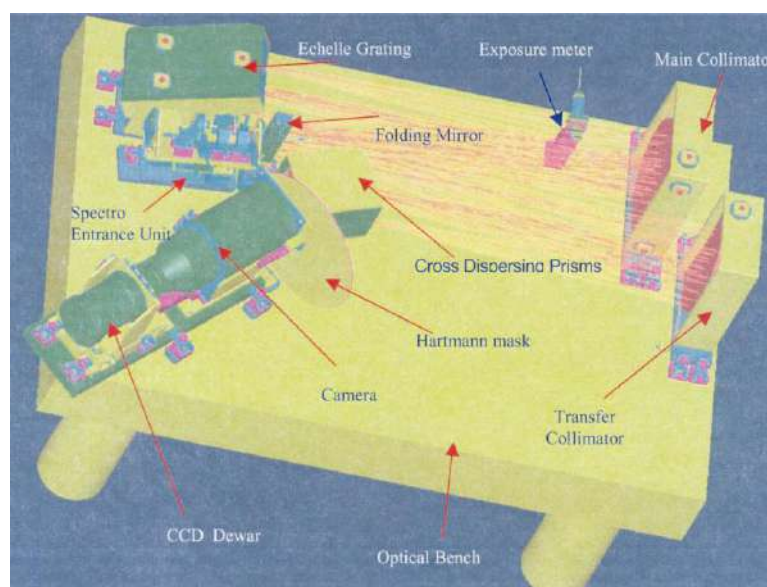 Echelle Grating
Exposure meter
Main Collimator
Folding Mirror
Spectro
Entrance Unit
Cross Dispersing Prisms
Hartmann mask
Camera
Transfer
Collimator
CCD Dewar
Optical Bench